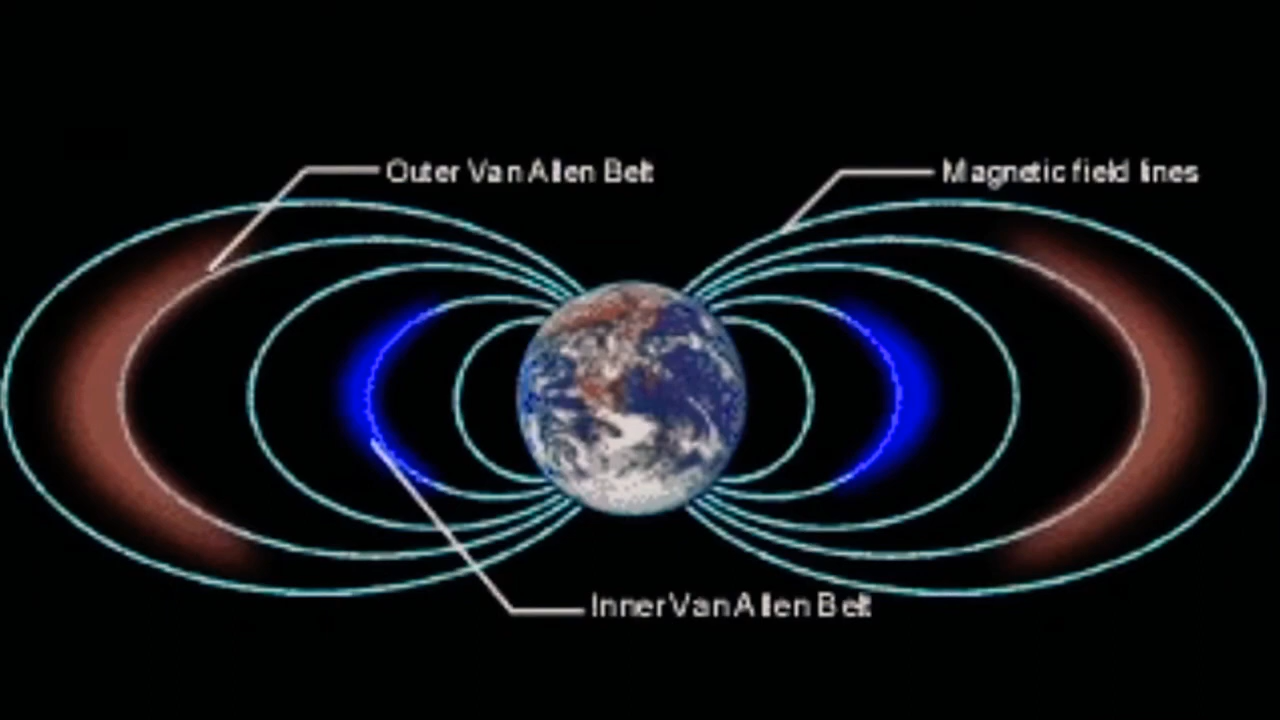 Outer Van Allen Belt
Magnetic field lines
Inner Van Allen Belt